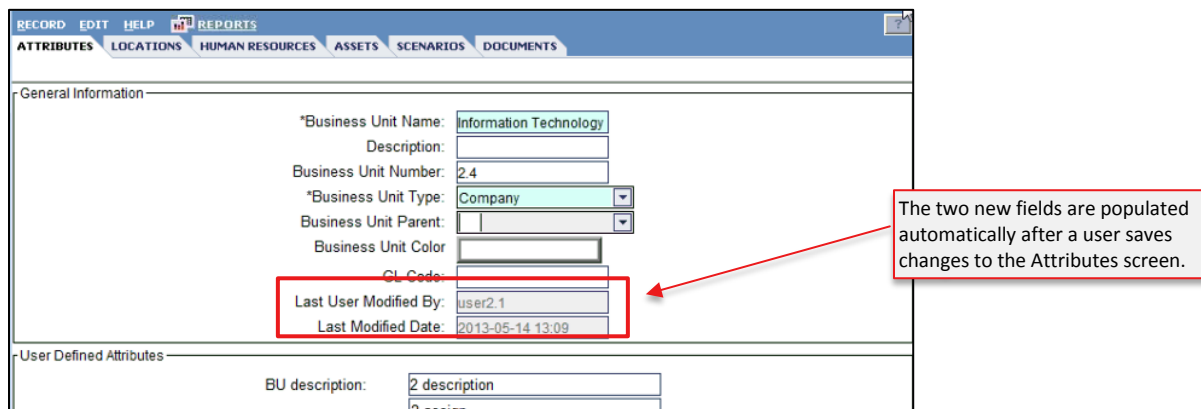 RECORD EDIT HELP REPORTS
?
ATTRIBUTES LOCATIONS HUMAN RESOURCES ASSETS SCENARIOS DOCUMENTS
General Information
*Business Unit Name: Information Technology
Description:
Business Unit Number: 2.4
*Business Unit Type: Company
Business Unit Parent:
Business Unit Color
GL Code:
Last User Modified By: user2.1
Last Modified Date: 2013-05-14 13:09
The two new fields are populated
automatically after a user saves
changes to the Attributes screen.
User Defined Attributes
BU description: 2 description